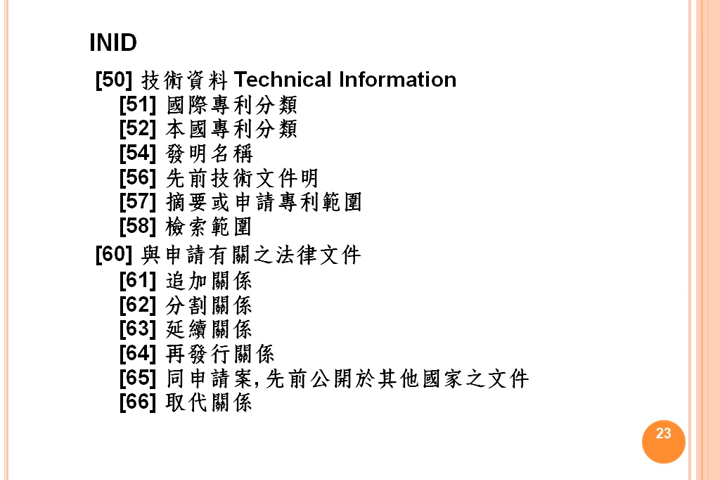 INID
[50] 技術資料 Technical Information
[51] 國際專利分類
[52] 本國專利分類
[54] 發明名稱
[56] 先前技術文件明
[57] 摘要或申請專利範圍
[58] 檢索範圍
[60] 與申請有關之法律文件
[61] 追加關係
[62] 分割關係
[63] 延續關係
[64] 再發行關係
[65] 同申請案,先前公開於其他國家之文件
[66] 取代關係
23